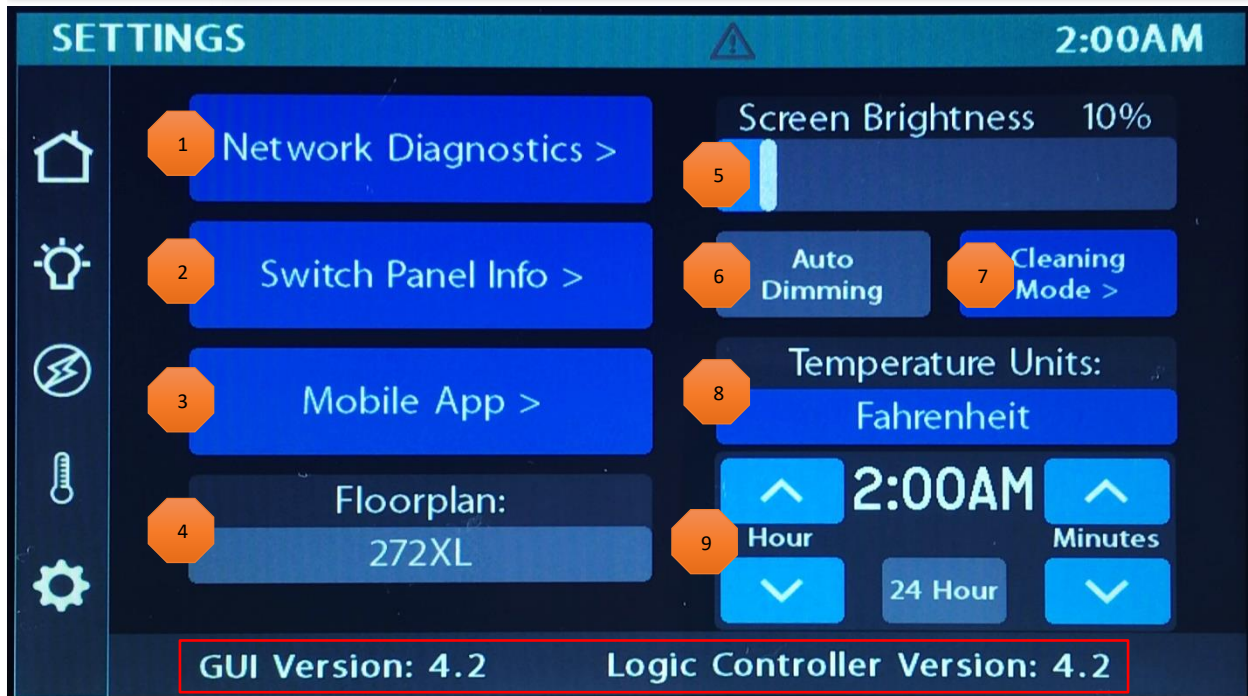 SETTINGS
2:00AM
1
Network Diagnostics >
2
Switch Panel Info >
3
Mobile App >
4
Floorplan:
272XL
Screen Brightness 10%
5
6
Auto
Dimming
7
Cleaning
Mode >
Temperature Units:
8
Fahrenheit
2:00AM
9
Hour
Minutes
24 Hour
GUI Version: 4.2
Logic Controller Version: 4.2